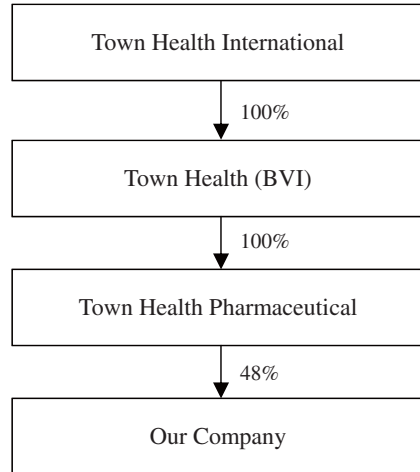 Town Health International
100%
Town Health (BVI)
100%
Town Health Pharmaceutical
48%
Our Company